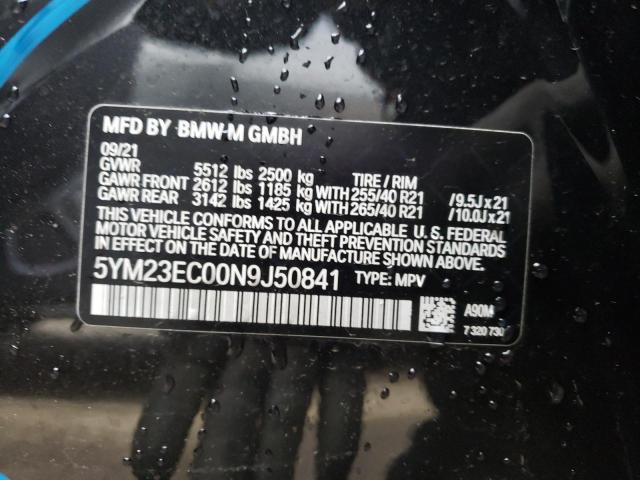 MFD BY BMW M GMBH
09/21
GVWR 5512 lbs 2500 kg TIRE / RIM
GAWR FRONT 2612 lbs 1185 kg WITH 255/40 R21 /9.5J x 21
GAWR REAR 3142 lbs 1425 kg WITH 265/40 R21 /10.0J x 21
THIS VEHICLE CONFORMS TO ALL APPLICABLE U.S. FEDERAL
MOTOR VEHICLE SAFETY AND THEFT PREVENTION STANDARDS
IN EFFECT ON THE DATE OF MANUFACTURE SHOWN ABOVE.
5YM23EC00N9J50841 TYPE: MPV
A90M
7 320 730